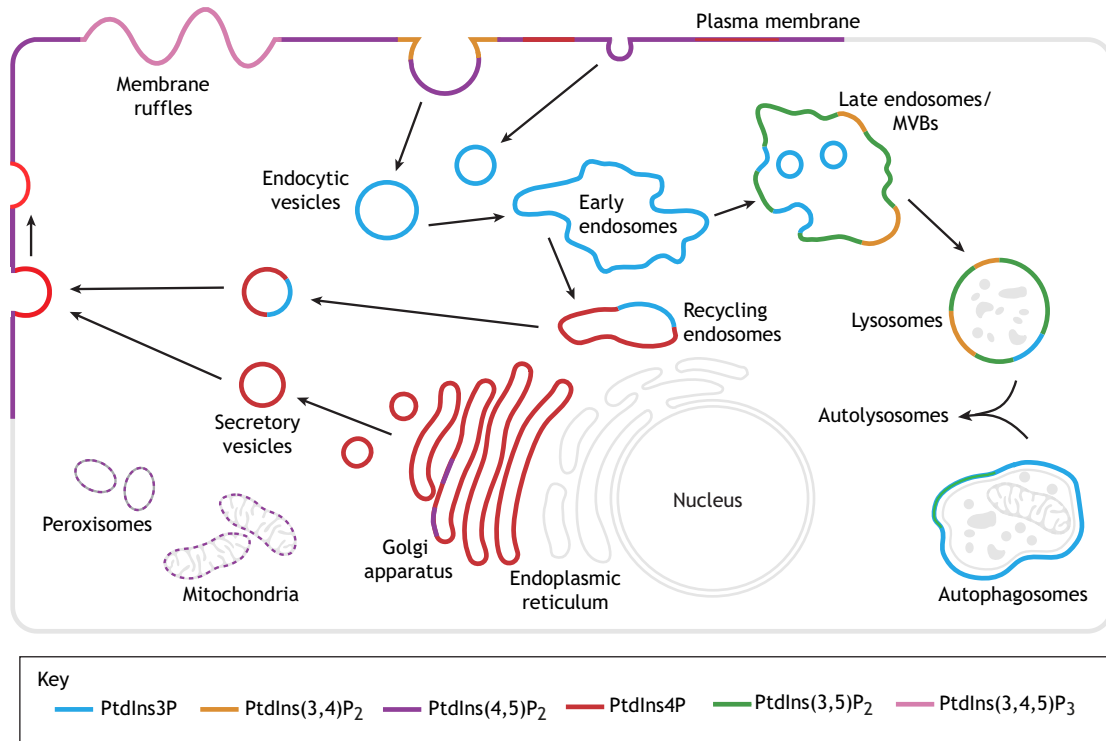 Plasma membrane
Membrane
ruffles
Late endosomes/
MVBs
Endocytic
vesicles
Early
endosomes
Recycling
endosomes
Lysosomes
Secretory
vesicles
Autolysosomes
Nucleus
Peroxisomes
Golgi
apparatus
Mitochondria
Endoplasmic
reticulum
Autophagosomes
Key
PtdIns3P PtdIns(3,4)P₂ PtdIns(4,5)P₂ PtdIns4P PtdIns(3,5)P₂ PtdIns(3,4,5)P₃